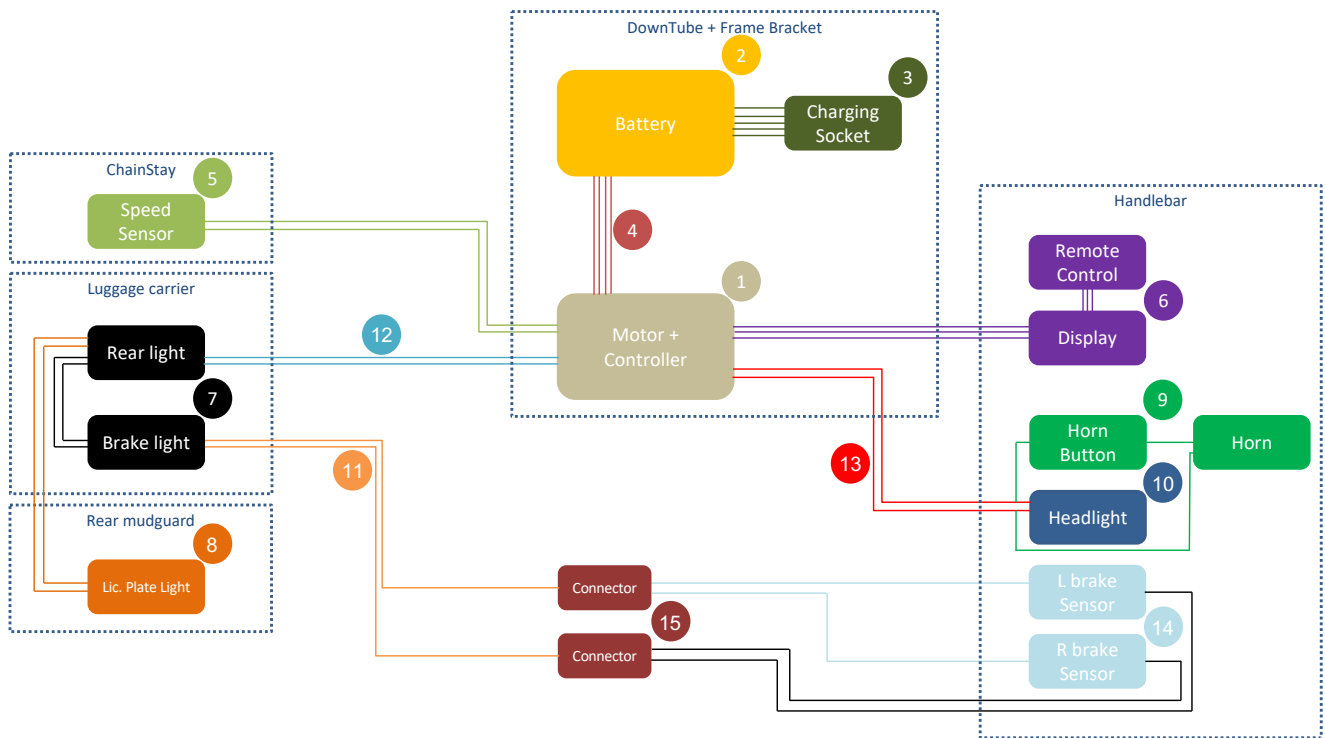 DownTube + Frame Bracket
2
Battery
3
Charging
Socket
4
1
Motor +
Controller
ChainStay
5
Speed
Sensor
Luggage carrier
Rear light
12
7
Brake light
11
Rear mudguard
8
Lic. Plate Light
Handlebar
Remote
Control
6
Display
9
Horn
Button
Horn
13
10
Headlight
Connector
15
Connector
L brake
Sensor
14
R brake
Sensor